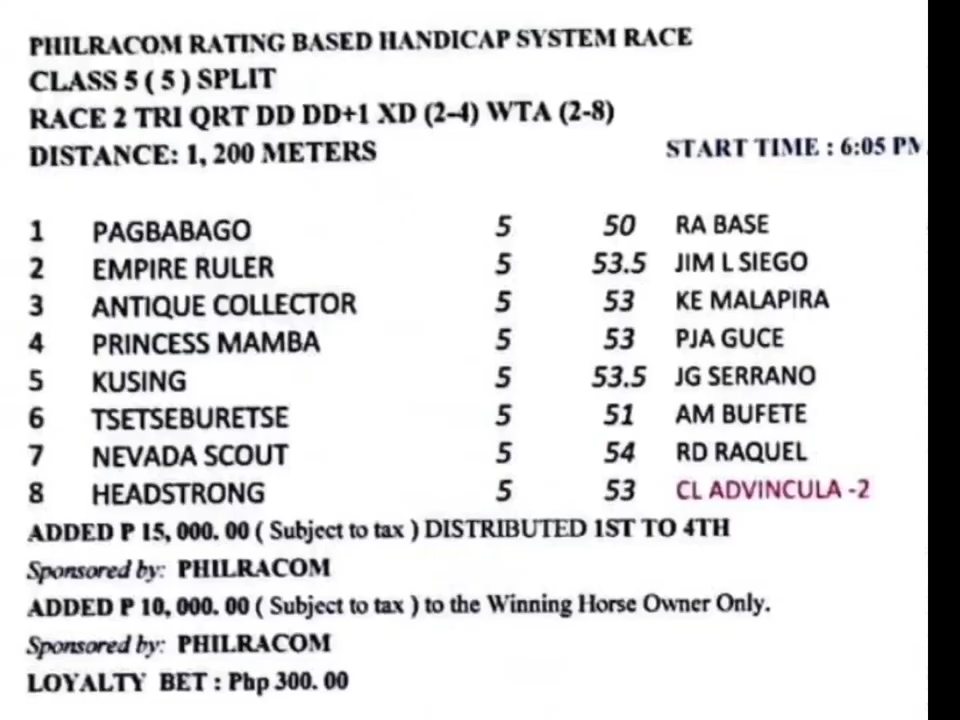 PHILRACOM RATING BASED HANDICAP SYSTEM RACE
CLASS 5 ( 5 ) SPLIT
RACE 2 TRI QRT DD DD+1 XD (2-4) WTA (2-8)
DISTANCE: 1, 200 METERS START TIME : 6:05 PM
1 PAGBABAGO 5 50 RA BASE
2 EMPIRE RULER 5 53.5 JIM L SIEGO
3 ANTIQUE COLLECTOR 5 53 KE MALAPIRA
4 PRINCESS MAMBA 5 53 PJA GUCE
5 KUSING 5 53.5 JG SERRANO
6 TSETSEBURETSE 5 51 AM BUFETE
7 NEVADA SCOUT 5 54 RD RAQUEL
8 HEADSTRONG 5 53 CL ADVINCULA -2
ADDED P 15, 000. 00 ( Subject to tax ) DISTRIBUTED 1ST TO 4TH
Sponsored by: PHILRACOM
ADDED P 10, 000. 00 ( Subject to tax ) to the Winning Horse Owner Only.
Sponsored by: PHILRACOM
LOYALTY BET : Php 300. 00